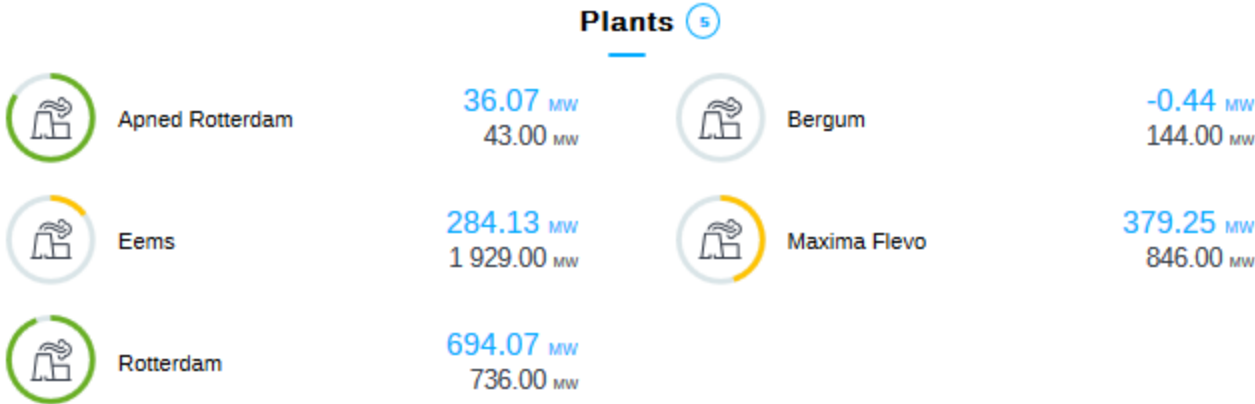 Plants 5
Apned Rotterdam
36.07 MW
43.00 MW
Bergum
-0.44 MW
144.00 MW
Eems
284.13 MW
1 929.00 MW
Maxima Flevo
379.25 MW
846.00 MW
Rotterdam
694.07 MW
736.00 MW